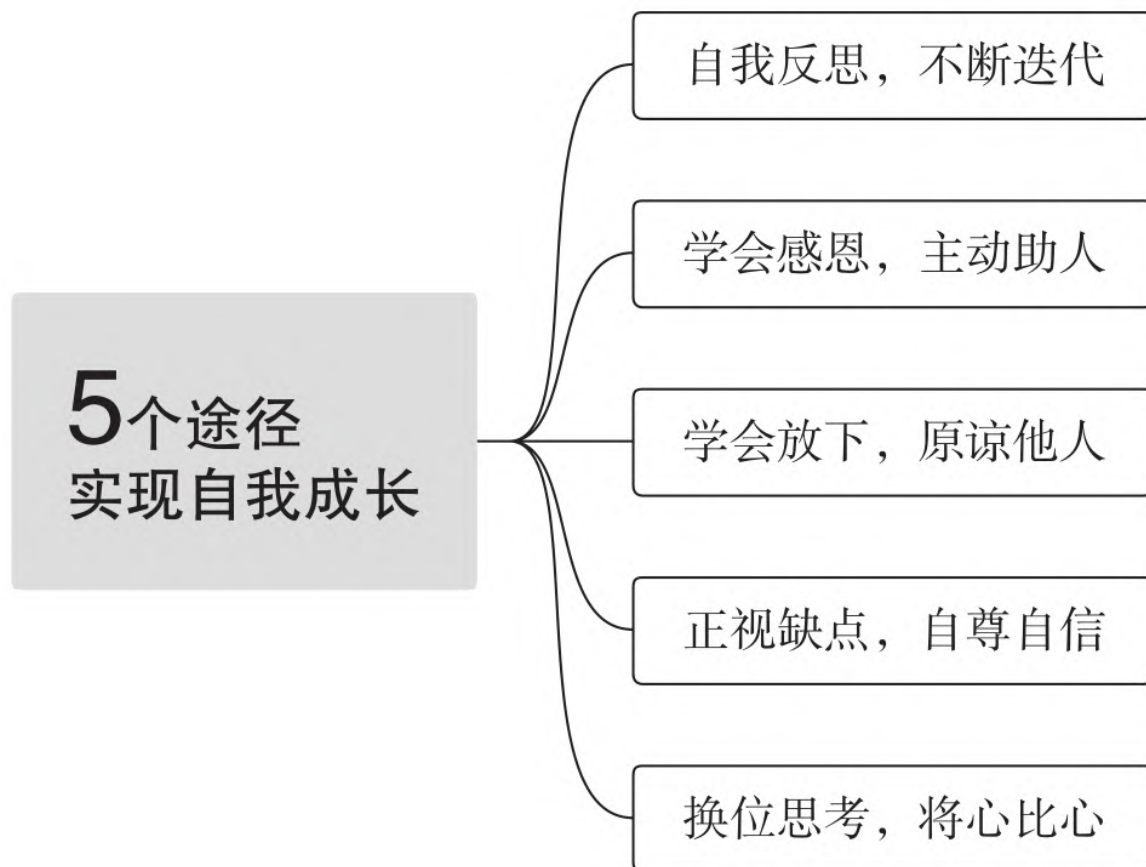 自我反思，不断迭代
学会感恩，主动助人
5个途径
实现自我成长
学会放下，原谅他人
正视缺点，自尊自信
换位思考，将心比心